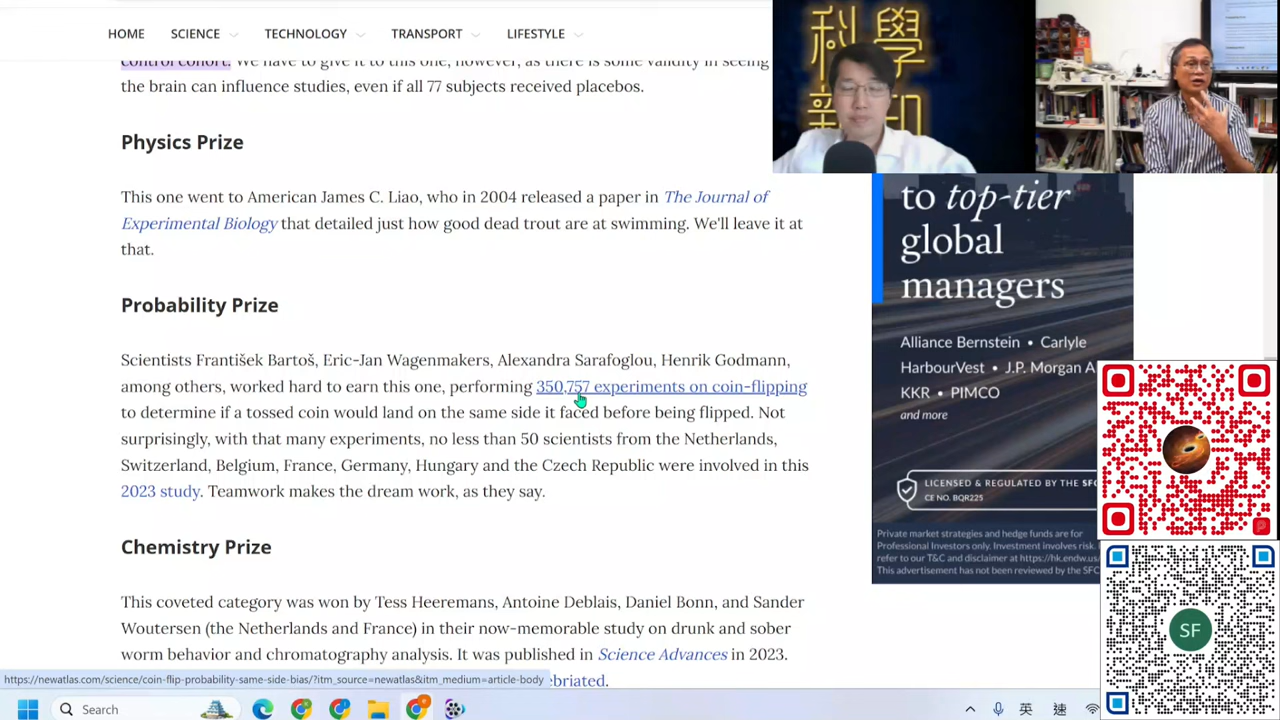 HOME
SCIENCE
TECHNOLOGY
TRANSPORT
LIFESTYLE
科學
新知
control cohort. We have to give it to this one, however, as there is some validity in seeing
the brain can influence studies, even if all 77 subjects received placebos.
Physics Prize
This one went to American James C. Liao, who in 2004 released a paper in The Journal of
Experimental Biology that detailed just how good dead trout are at swimming. We'll leave it at
that.
Probability Prize
Scientists František Bartoš, Eric-Jan Wagenmakers, Alexandra Sarafoglou, Henrik Godmann,
among others, worked hard to earn this one, performing 350,757 experiments on coin-flipping
to determine if a tossed coin would land on the same side it faced before being flipped. Not
surprisingly, with that many experiments, no less than 50 scientists from the Netherlands,
Switzerland, Belgium, France, Germany, Hungary and the Czech Republic were involved in this
2023 study. Teamwork makes the dream work, as they say.
Chemistry Prize
This coveted category was won by Tess Heeremans, Antoine Deblais, Daniel Bonn, and Sander
Woutersen (the Netherlands and France) study on drunk and sober
worm behavior and chromatography analysis. It was published in Science Advances in 2023.
to top-tier
global
managers
Alliance Bernstein • Carlyle
HarbourVest • J.P. Morgan A
KKR • PIMCO
and more
LICENSED & REGULATED BY THE SFC
CE NO. BQR225
Private market strategies and hedge funds are for
Professional Investors only. Investment involves risk.
refer to our T&C and disclaimer at https://hk.endowu
This advertisement has not been reviewed by the SFC
SF
https://newatlas.com/science/coin-flip-probability-same-side-bias/?itm_source=newatlas&itm_medium=article-body
ebriated.
Search
英
速